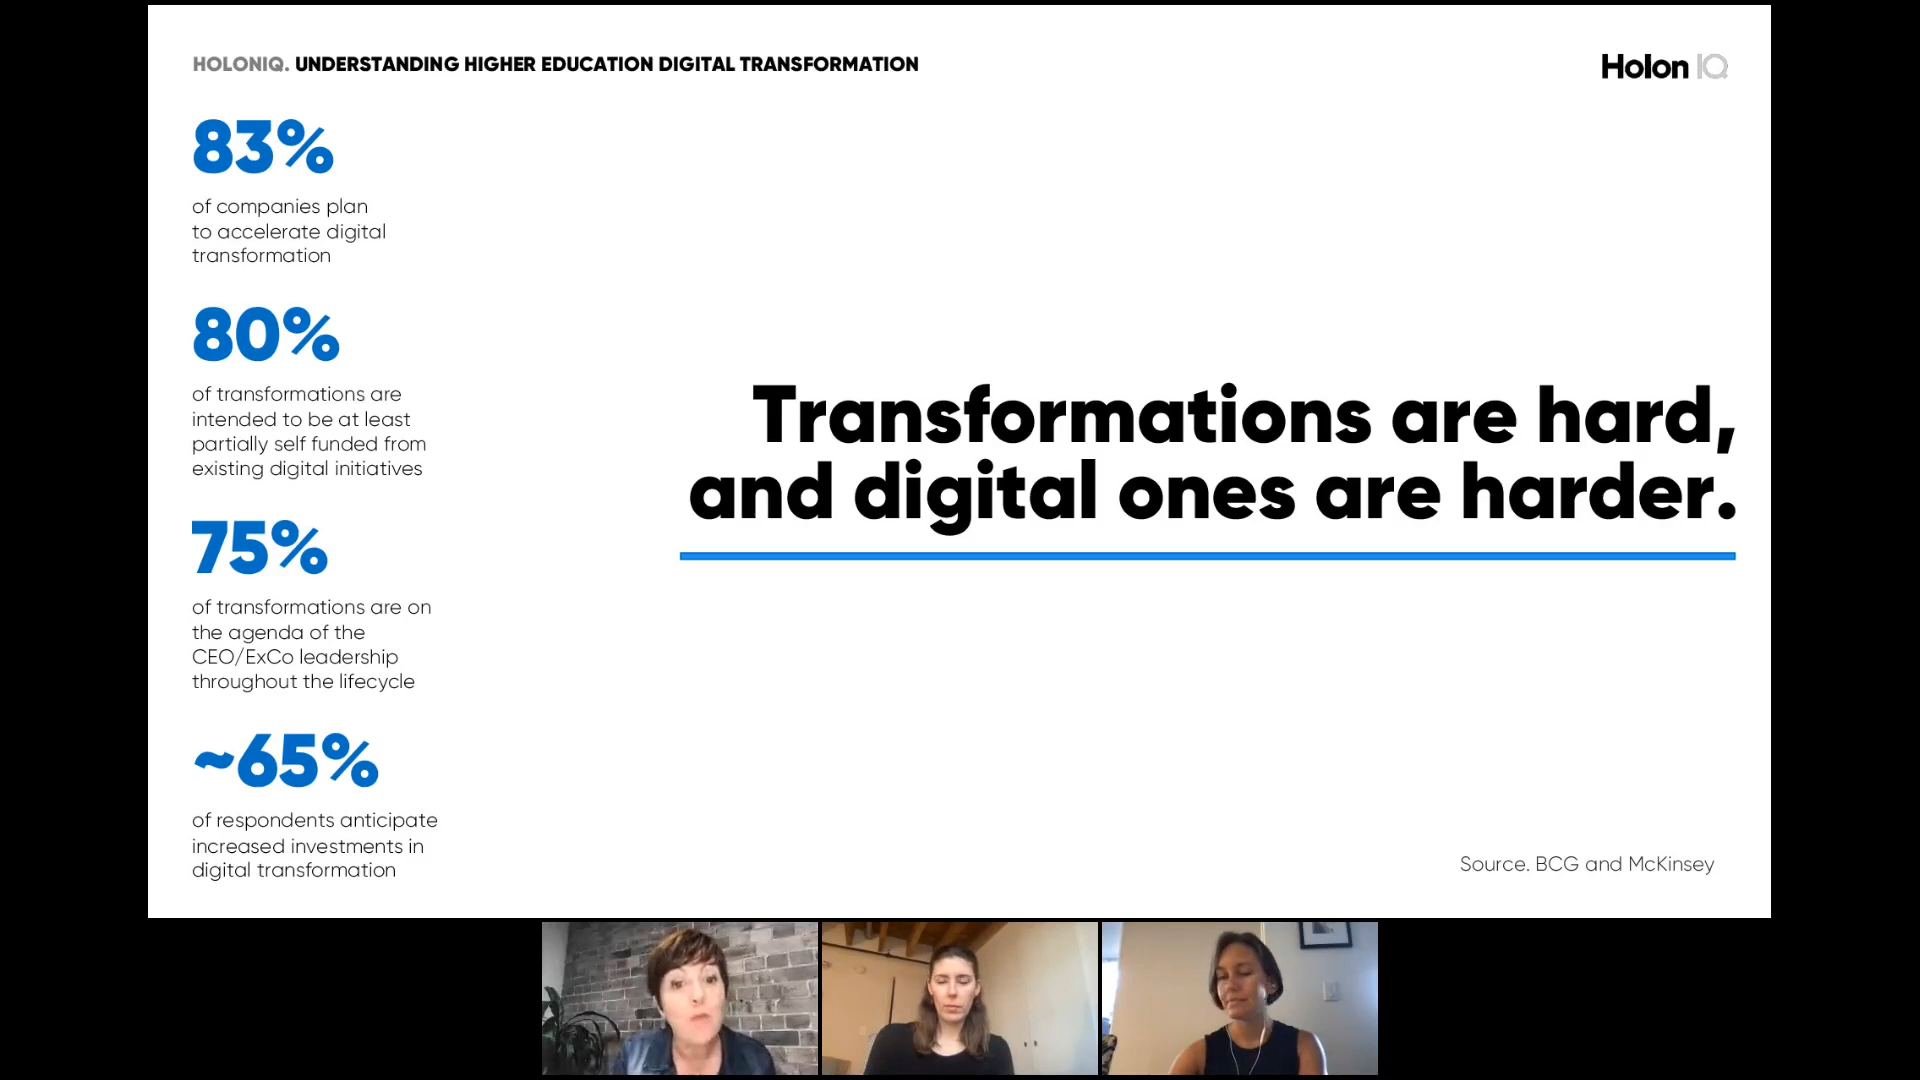 HOLONIQ. UNDERSTANDING HIGHER EDUCATION DIGITAL TRANSFORMATION
Holon IQ
83%
of companies plan
to accelerate digital
transformation
80%
of transformations are
intended to be at least
partially self funded from
existing digital initiatives
75%
of transformations are on
the agenda of the
CEO/ExCo leadership
throughout the lifecycle
~65%
of respondents anticipate
increased investments in
digital transformation
Transformations are hard,
and digital ones are harder.
Source. BCG and McKinsey